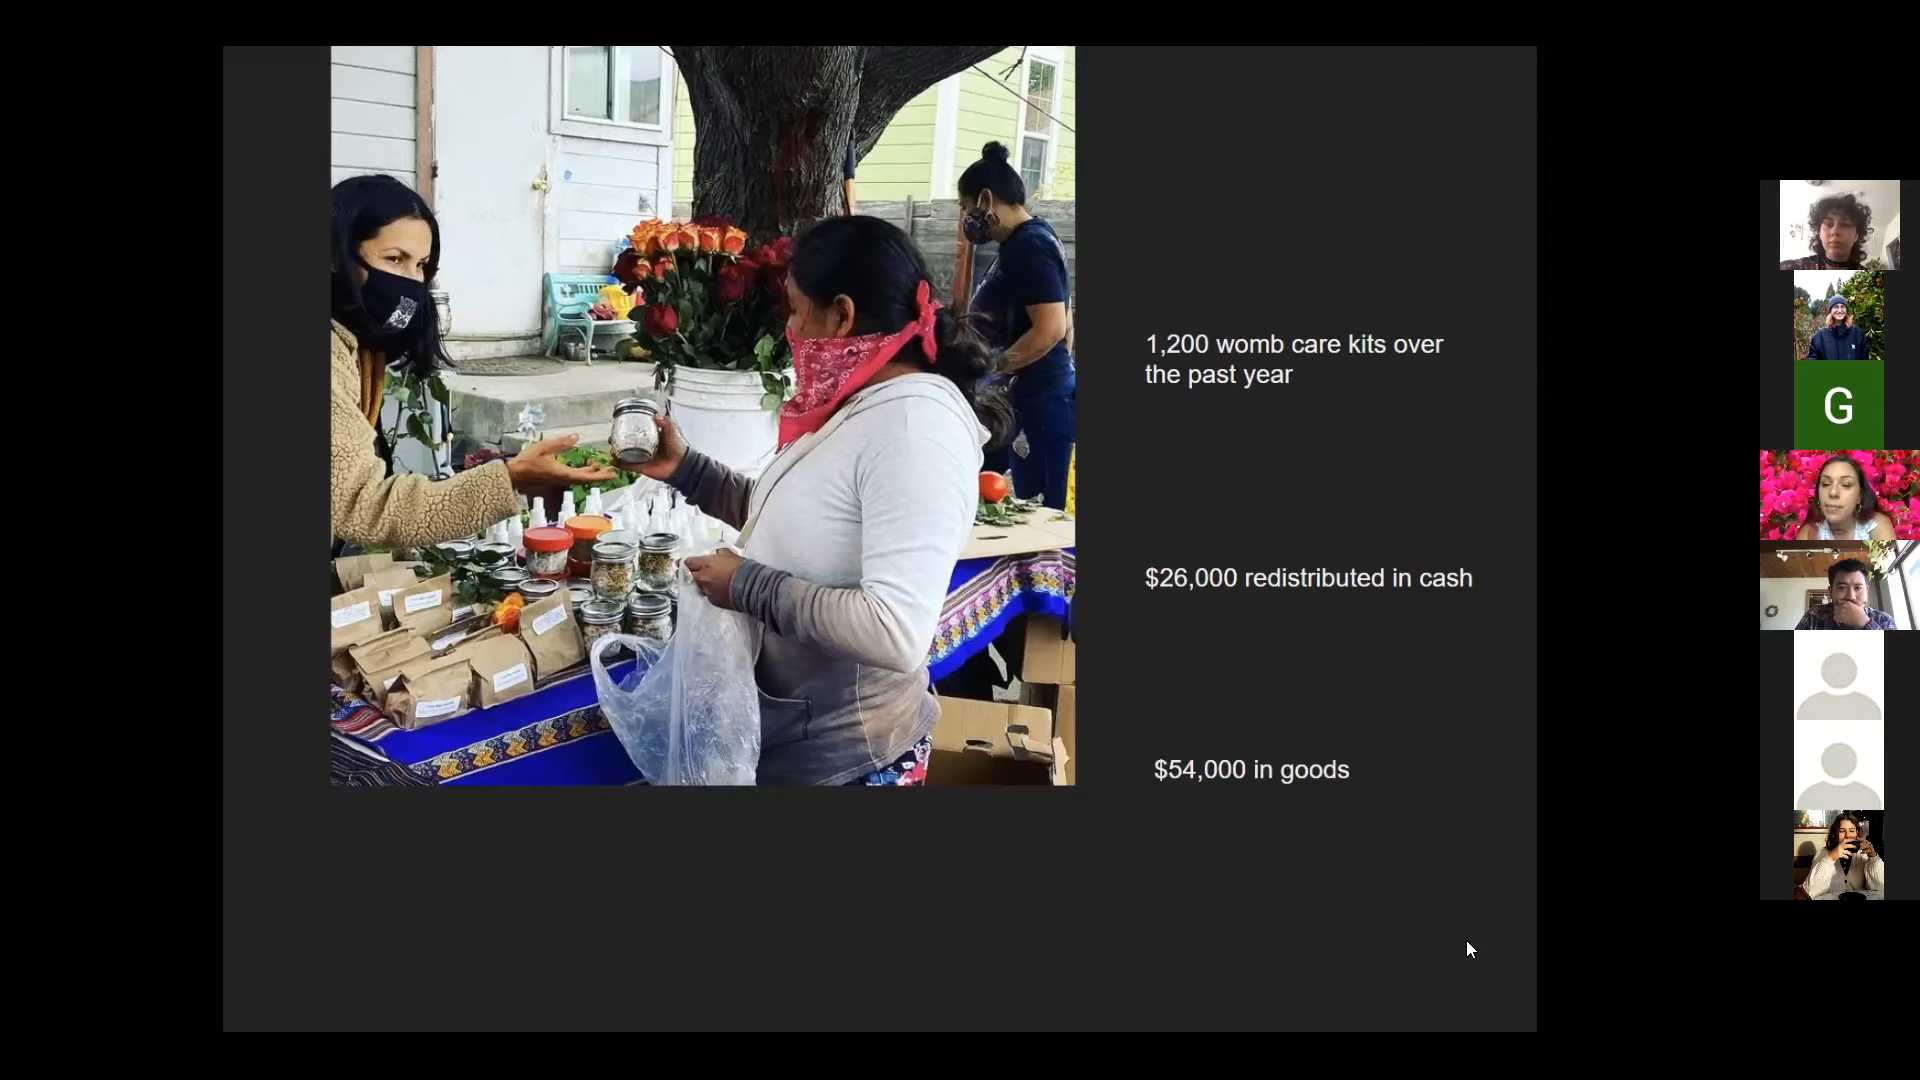 1,200 womb care kits over
the past year
$26,000 redistributed in cash
$54,000 in goods
G